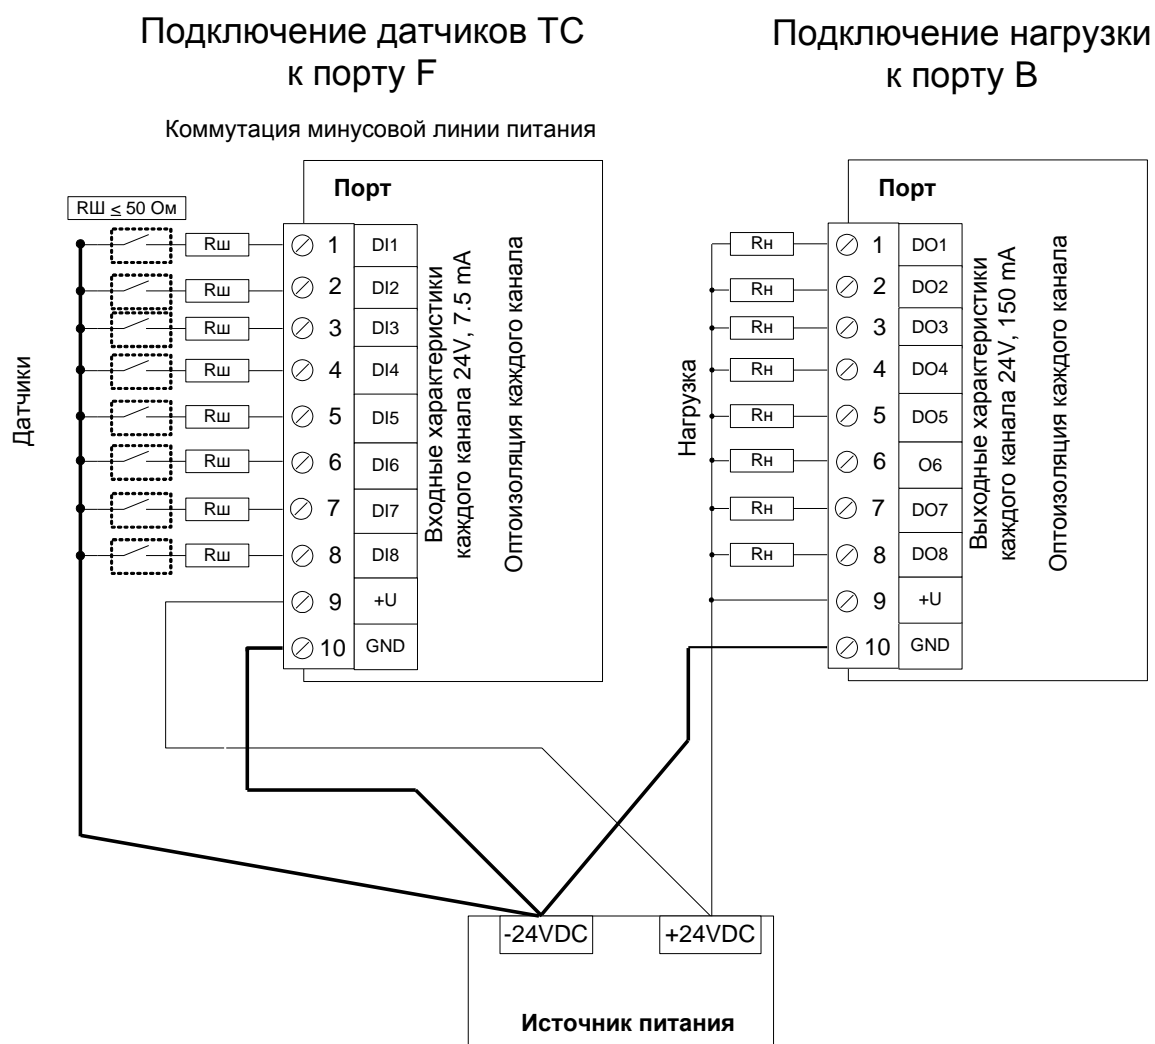 Подключение датчиков ТС
к порту F
Подключение нагрузки
к порту B
Коммутация минусовой линии питания
RШ ≤ 50 Ом
Датчики
Rш
Rш
Rш
Rш
Rш
Rш
Rш
Rш
Порт
1 DI1
2 DI2
3 DI3
4 DI4
5 DI5
6 DI6
7 DI7
8 DI8
9 +U
10 GND
Входные характеристики
каждого канала 24V, 7.5 mA
Оптоизоляция каждого канала
Нагрузка
Rн
Rн
Rн
Rн
Rн
Rн
Rн
Rн
Порт
1 DO1
2 DO2
3 DO3
4 DO4
5 DO5
6 O6
7 DO7
8 DO8
9 +U
10 GND
Выходные характеристики
каждого канала 24V, 150 mA
Оптоизоляция каждого канала
-24VDC
+24VDC
Источник питания